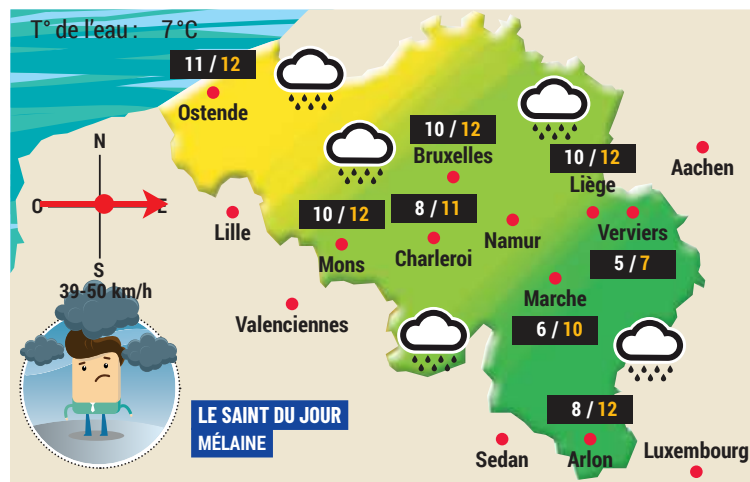 T° de l'eau : 7°C
11 / 12
Ostende
N
O
E
S
39-50 km/h
10 / 12
Bruxelles
10 / 12
Liège
Aachen
Lille
10 / 12
Mons
8 / 11
Charleroi
Namur
Verviers
5 / 7
Marche
6 / 10
Valenciennes
8 / 12
Arlon
Sedan
Luxembourg
LE SAINT DU JOUR
MÉLAINE